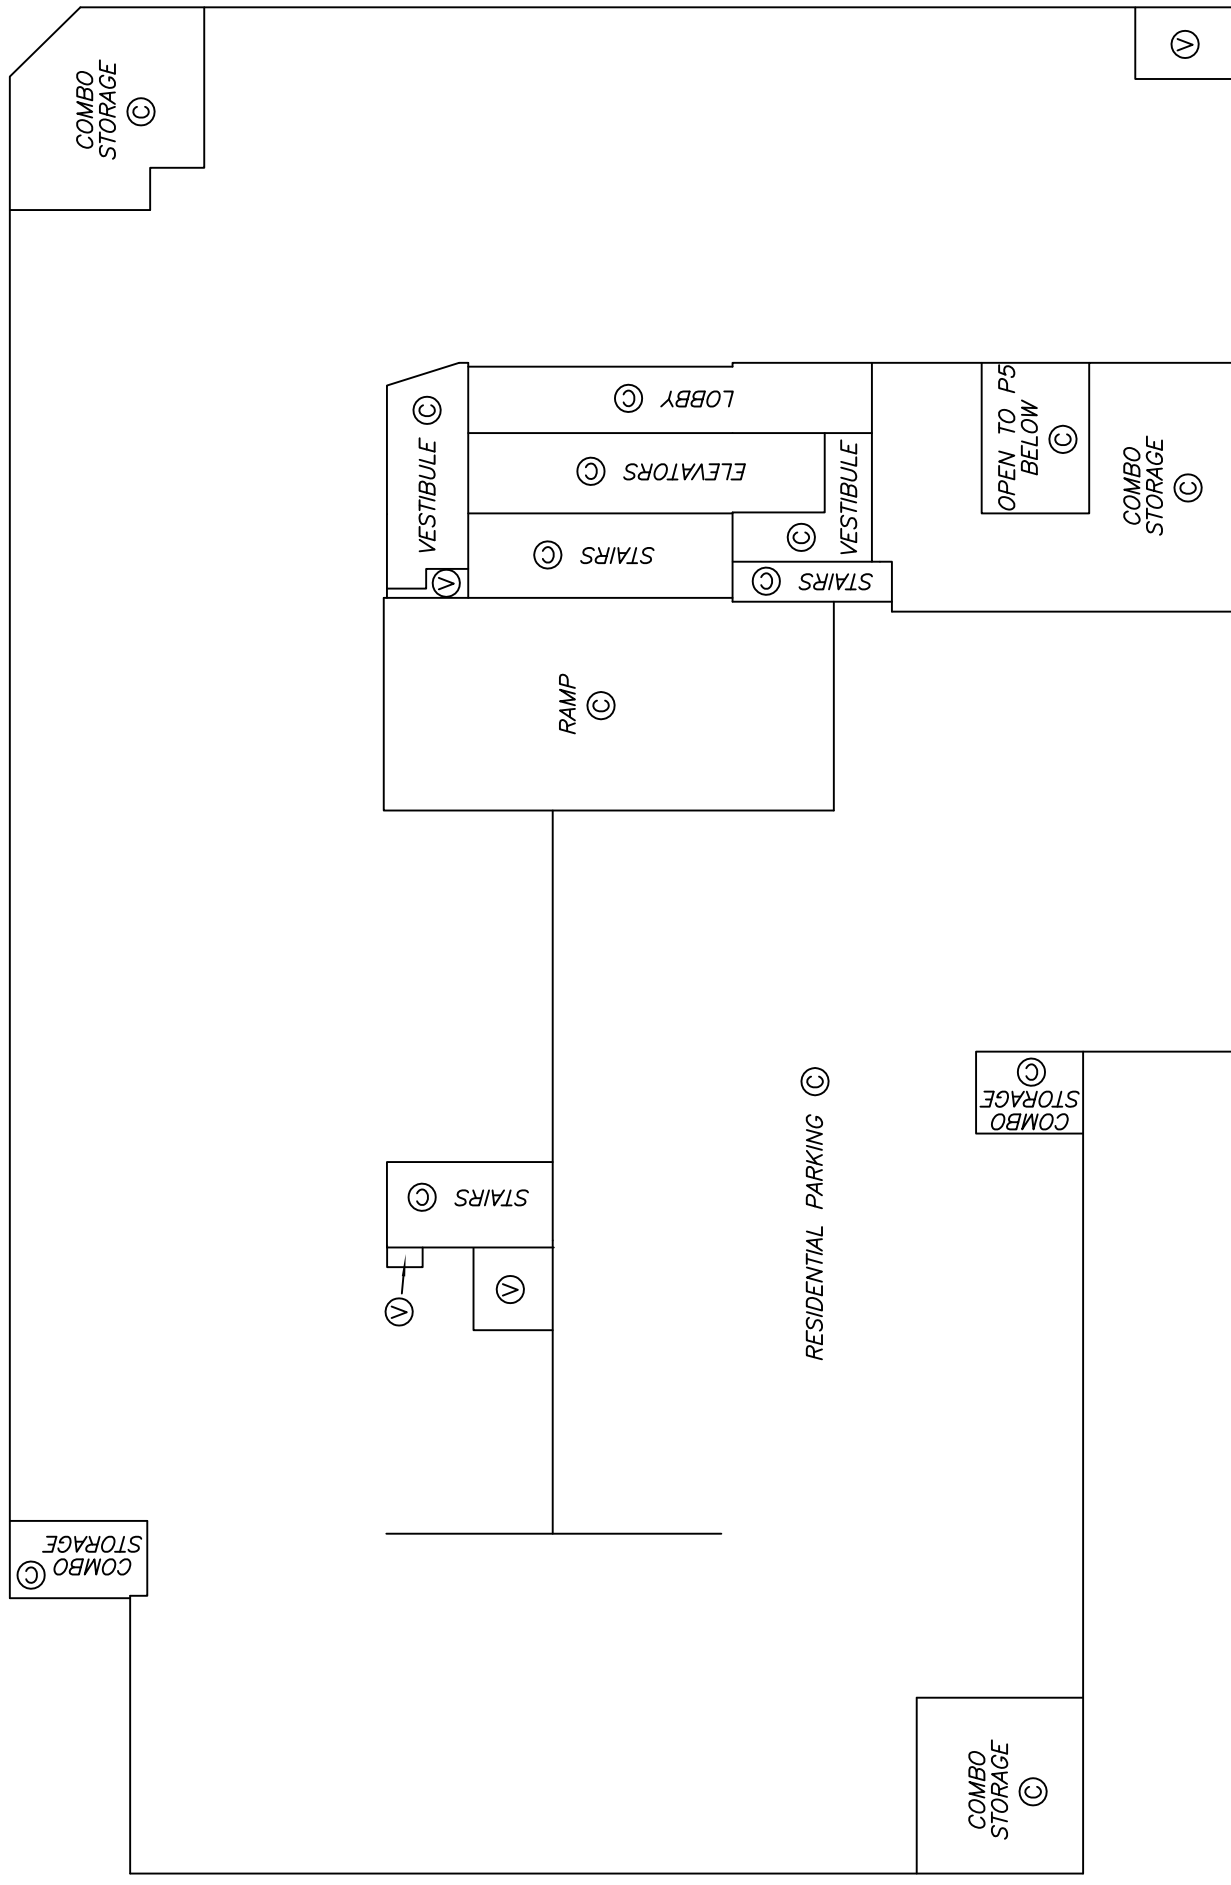 COMBO
STORAGE
Ⓒ
Ⓥ
VESTIBULE Ⓒ
LOBBY Ⓒ
ELEVATORS Ⓒ
STAIRS Ⓒ
Ⓥ
VESTIBULE
Ⓒ
STAIRS Ⓒ
OPEN TO P5
BELOW
Ⓒ
COMBO
STORAGE
Ⓒ
RAMP
Ⓒ
RESIDENTIAL PARKING Ⓒ
COMBO
STORAGE
Ⓒ
STAIRS Ⓒ
Ⓥ
Ⓥ
COMBO
STORAGE
Ⓒ
COMBO
STORAGE
Ⓒ